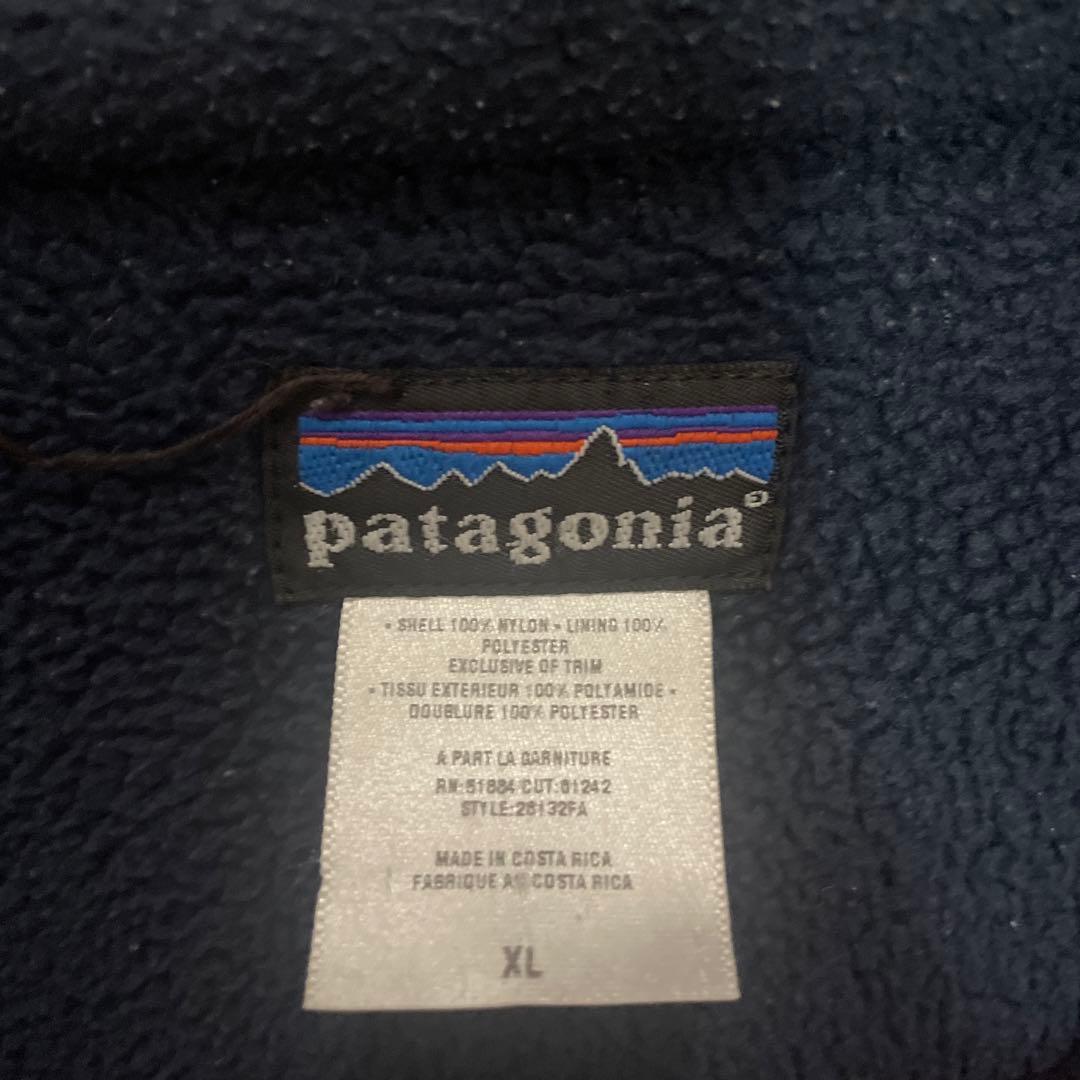 patagonia®
• SHELL 100% NYLON • LINING 100%
POLYESTER
EXCLUSIVE OF TRIM
• TISSU EXTERIEUR 100% POLYAMIDE •
DOUBLURE 100% POLYESTER
A PART LA GARNITURE
RN:51884 CUT:61242
STYLE:28132FA
MADE IN COSTA RICA
FABRIQUE AU COSTA RICA
XL